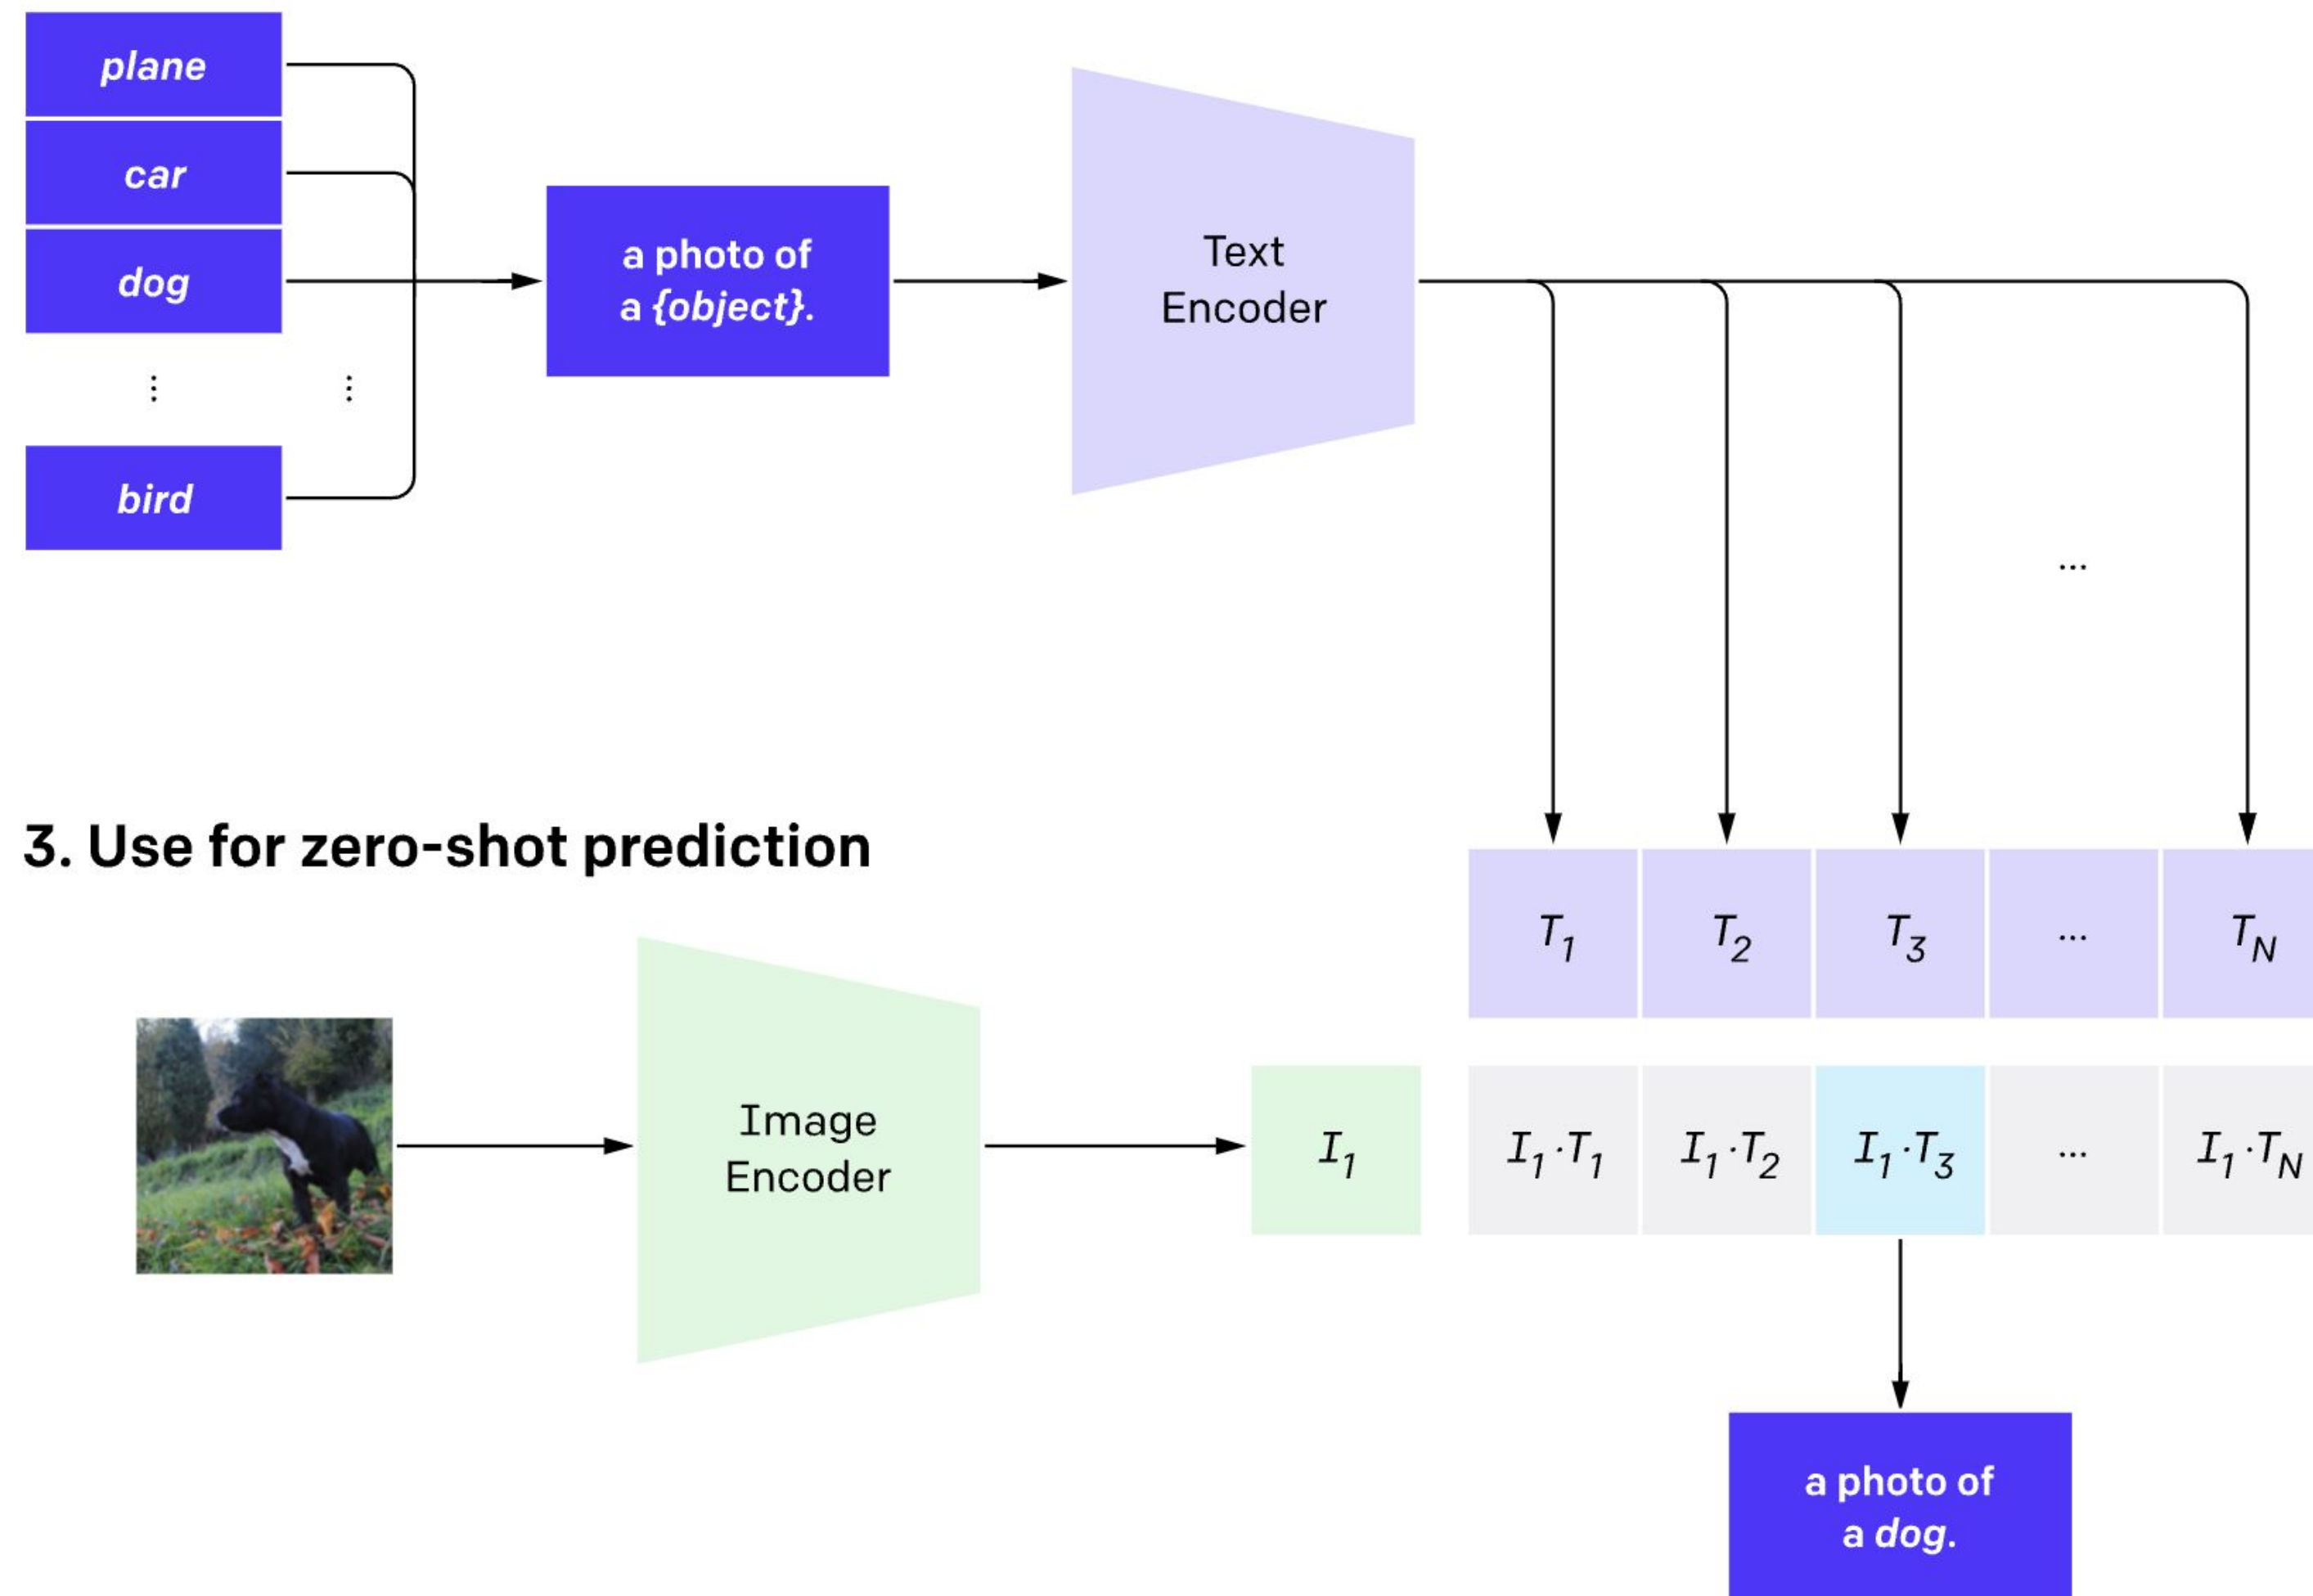 plane
car
dog
⋮ ⋮
bird
a photo of
a {object}.
Text
Encoder
...
3. Use for zero-shot prediction
T1 T2 T3 ... TN
Image
Encoder
I1
I1·T1 I1·T2 I1·T3 ... I1·TN
a photo of
a dog.